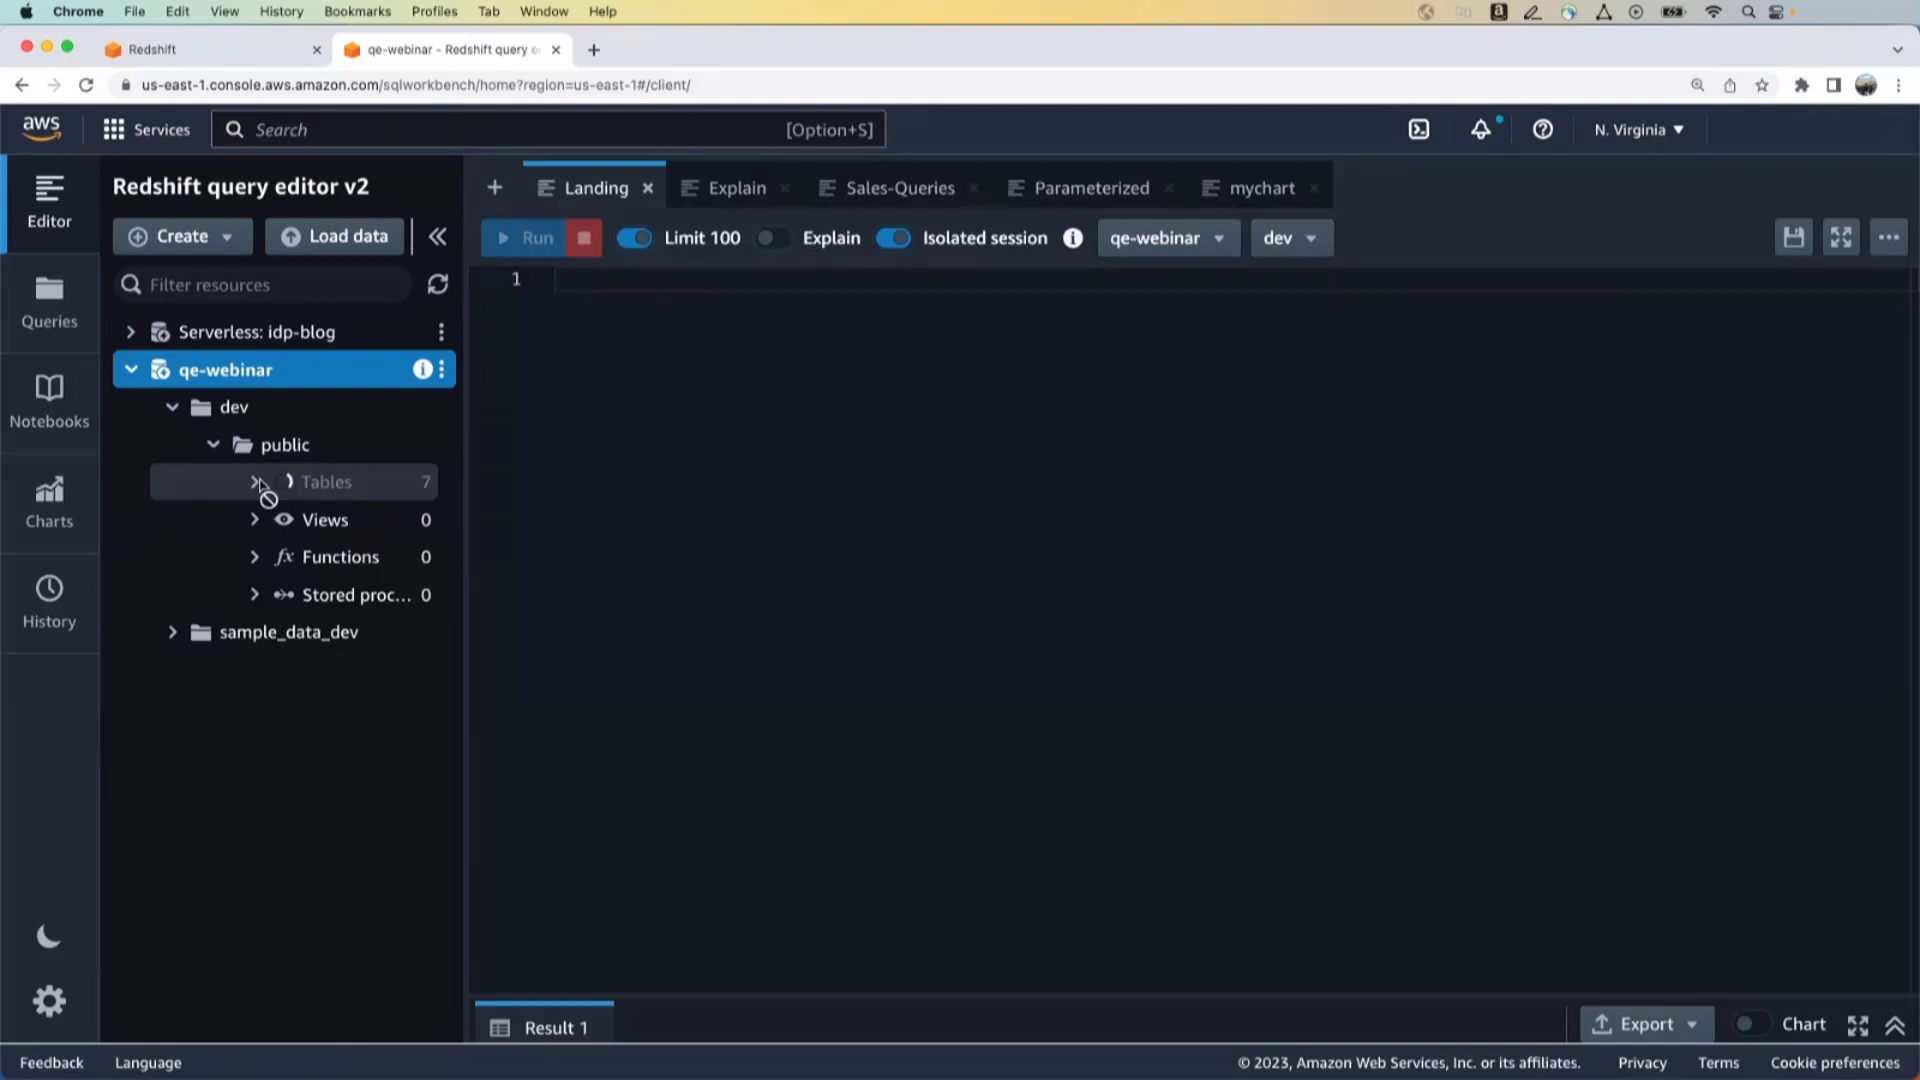 Chrome File Edit View History Bookmarks Profiles Tab Window Help
Redshift
qe-webinar - Redshift query e
us-east-1.console.aws.amazon.com/sqlworkbench/home?region=us-east-1#/client/
aws Services Search [Option+S] N. Virginia
Editor
Queries
Notebooks
Charts
History
Redshift query editor v2
Create Load data
Filter resources
Serverless: idp-blog
qe-webinar
dev
public
Tables 7
Views 0
fx Functions 0
Stored proc... 0
sample_data_dev
Landing Explain Sales-Queries Parameterized mychart
Run Limit 100 Explain Isolated session qe-webinar dev
1
Result 1 Export Chart
Feedback Language © 2023, Amazon Web Services, Inc. or its affiliates. Privacy Terms Cookie preferences